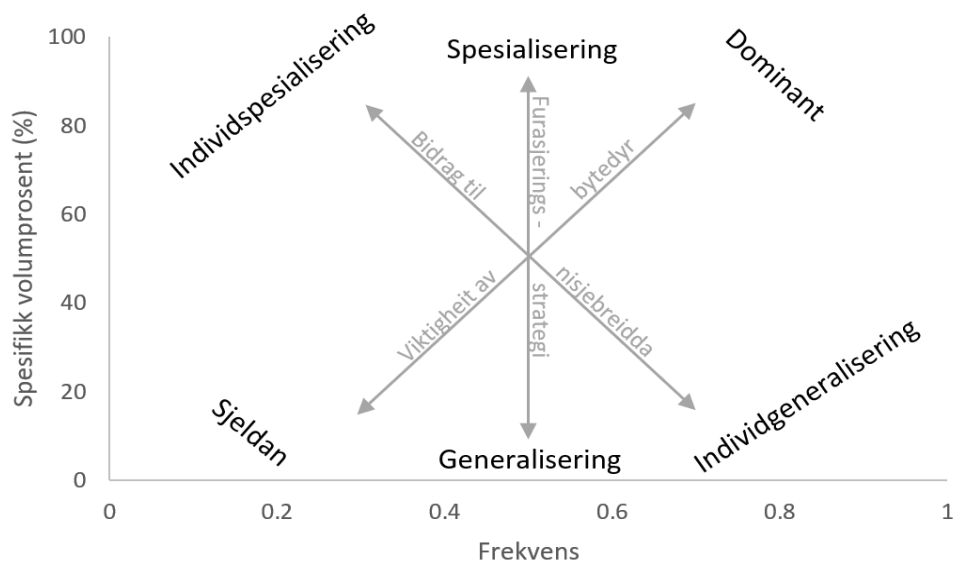 100
80
60
40
20
0
Spesifikk volumprosent (%)
Individspesialisering
Spesialisering
Dominant
Bidrag til
Furasjerings -
bytedyr
Viktigheit av
strategi
nisjebreidda
Sjeldan
Generalisering
Individgeneralisering
0
0.2
0.4
0.6
0.8
1
Frekvens